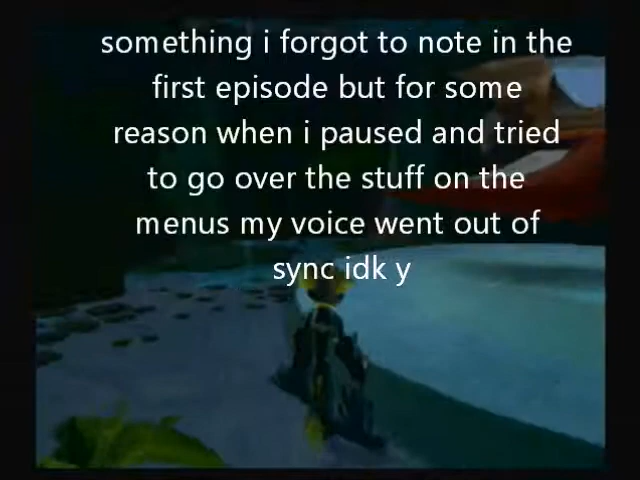 something i forgot to note in the
first episode but for some
reason when i paused and tried
to go over the stuff on the
menus my voice went out of
sync idk y